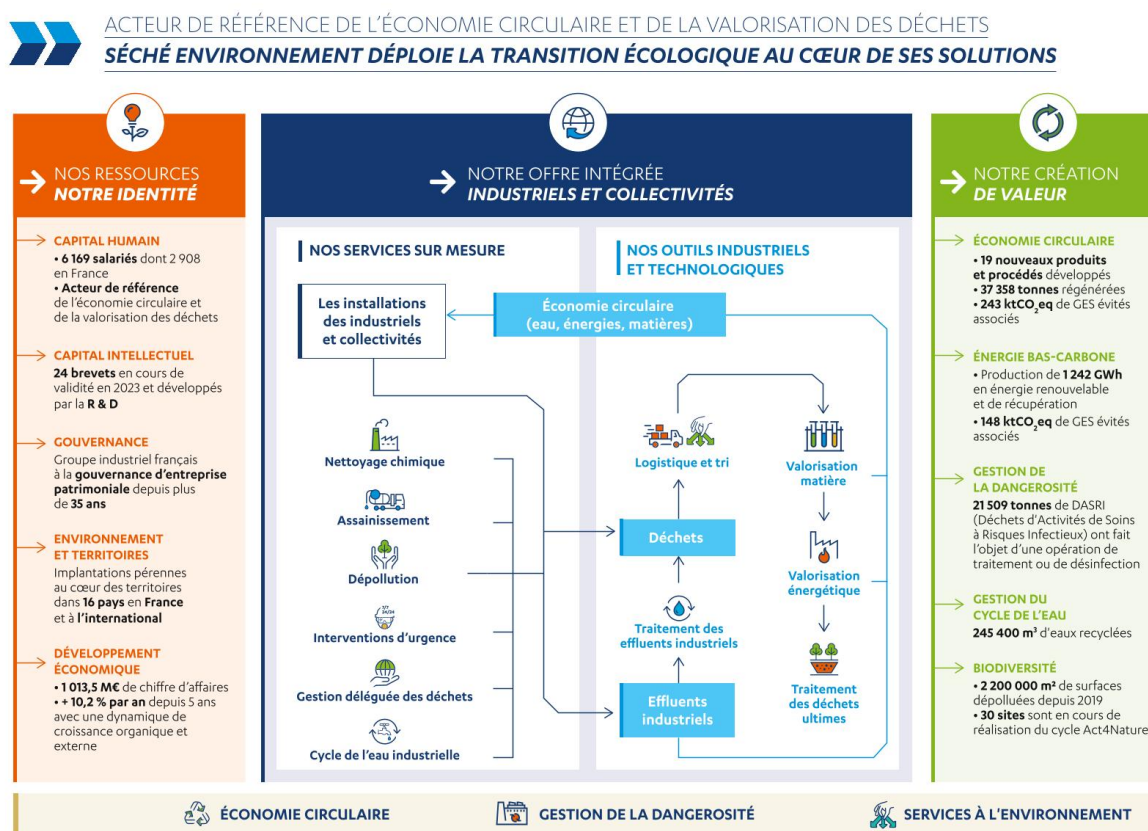 ACTEUR DE RÉFÉRENCE DE L'ÉCONOMIE CIRCULAIRE ET DE LA VALORISATION DES DÉCHETS
SÉCHÉ ENVIRONNEMENT DÉPLOIE LA TRANSITION ÉCOLOGIQUE AU CŒUR DE SES SOLUTIONS
NOS RESSOURCES
NOTRE IDENTITÉ
CAPITAL HUMAIN
• 6 169 salariés dont 2 908
en France
• Acteur de référence
de l'économie circulaire et
de la valorisation des déchets
CAPITAL INTELLECTUEL
24 brevets en cours de
validité en 2023 et développés
par la R & D
GOUVERNANCE
Groupe industriel français
à la gouvernance d'entreprise
patrimoniale depuis plus
de 35 ans
ENVIRONNEMENT
ET TERRITOIRES
Implantations pérennes
au cœur des territoires
dans 16 pays en France
et à l'international
DÉVELOPPEMENT
ÉCONOMIQUE
• 1 013,5 M€ de chiffre d'affaires
• + 10,2 % par an depuis 5 ans
avec une dynamique de
croissance organique et
externe
NOTRE OFFRE INTÉGRÉE
INDUSTRIELS ET COLLECTIVITÉS
NOS SERVICES SUR MESURE
Les installations
des industriels
et collectivités
Nettoyage chimique
Assainissement
Dépollution
7/7
24/24
Interventions d'urgence
Gestion déléguée des déchets
Cycle de l'eau industrielle
NOS OUTILS INDUSTRIELS
ET TECHNOLOGIQUES
Économie circulaire
(eau, énergies, matières)
Logistique et tri
Valorisation
matière
Déchets
Valorisation
énergétique
Traitement des
effluents industriels
Effluents
industriels
Traitement
des déchets
ultimes
NOTRE CRÉATION
DE VALEUR
ÉCONOMIE CIRCULAIRE
• 19 nouveaux produits
et procédés développés
• 37 358 tonnes régénérées
• 243 ktCO₂eq de GES évités
associés
ÉNERGIE BAS-CARBONE
• Production de 1 242 GWh
en énergie renouvelable
et de récupération
• 148 ktCO₂eq de GES évités
associés
GESTION DE
LA DANGEROSITÉ
21 509 tonnes de DASRI
(Déchets d'Activités de Soins
à Risques Infectieux) ont fait
l'objet d'une opération de
traitement ou de désinfection
GESTION DU
CYCLE DE L'EAU
245 400 m³ d'eaux recyclées
BIODIVERSITÉ
• 2 200 000 m² de surfaces
dépolluées depuis 2019
• 30 sites sont en cours de
réalisation du cycle Act4Nature
ÉCONOMIE CIRCULAIRE
GESTION DE LA DANGEROSITÉ
SERVICES À L'ENVIRONNEMENT